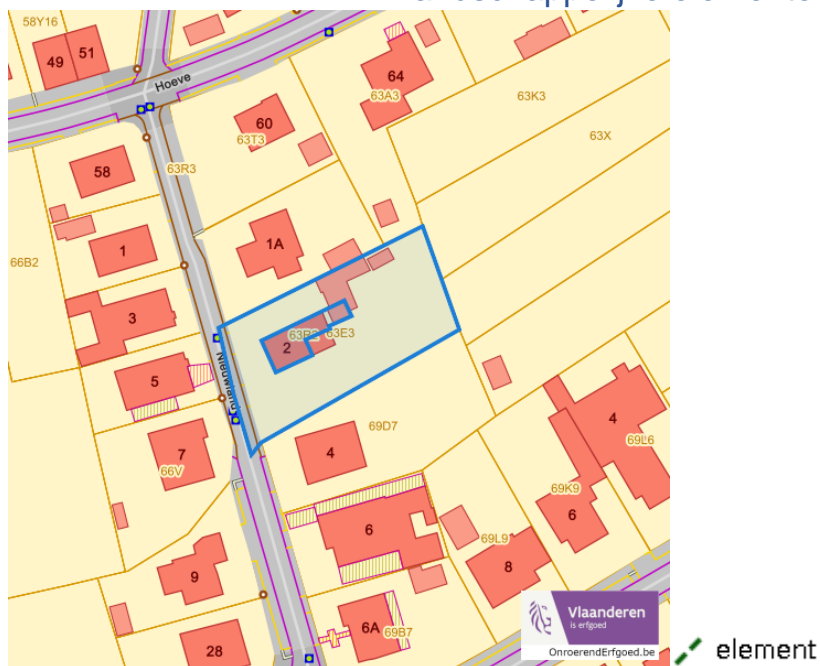 58Y16
51
49
Hoeve
64
63A3
63K3
60
63T3
63X
58
63R3
1A
1
66B2
3
63E3
2
Nieuwland
5
69D7
4
4
7
66V
69L6
69K9
6
6
69L9
8
9
6A
69B7
28
Vlaanderen
is erfgoed
OnroerendErfgoed.be
element